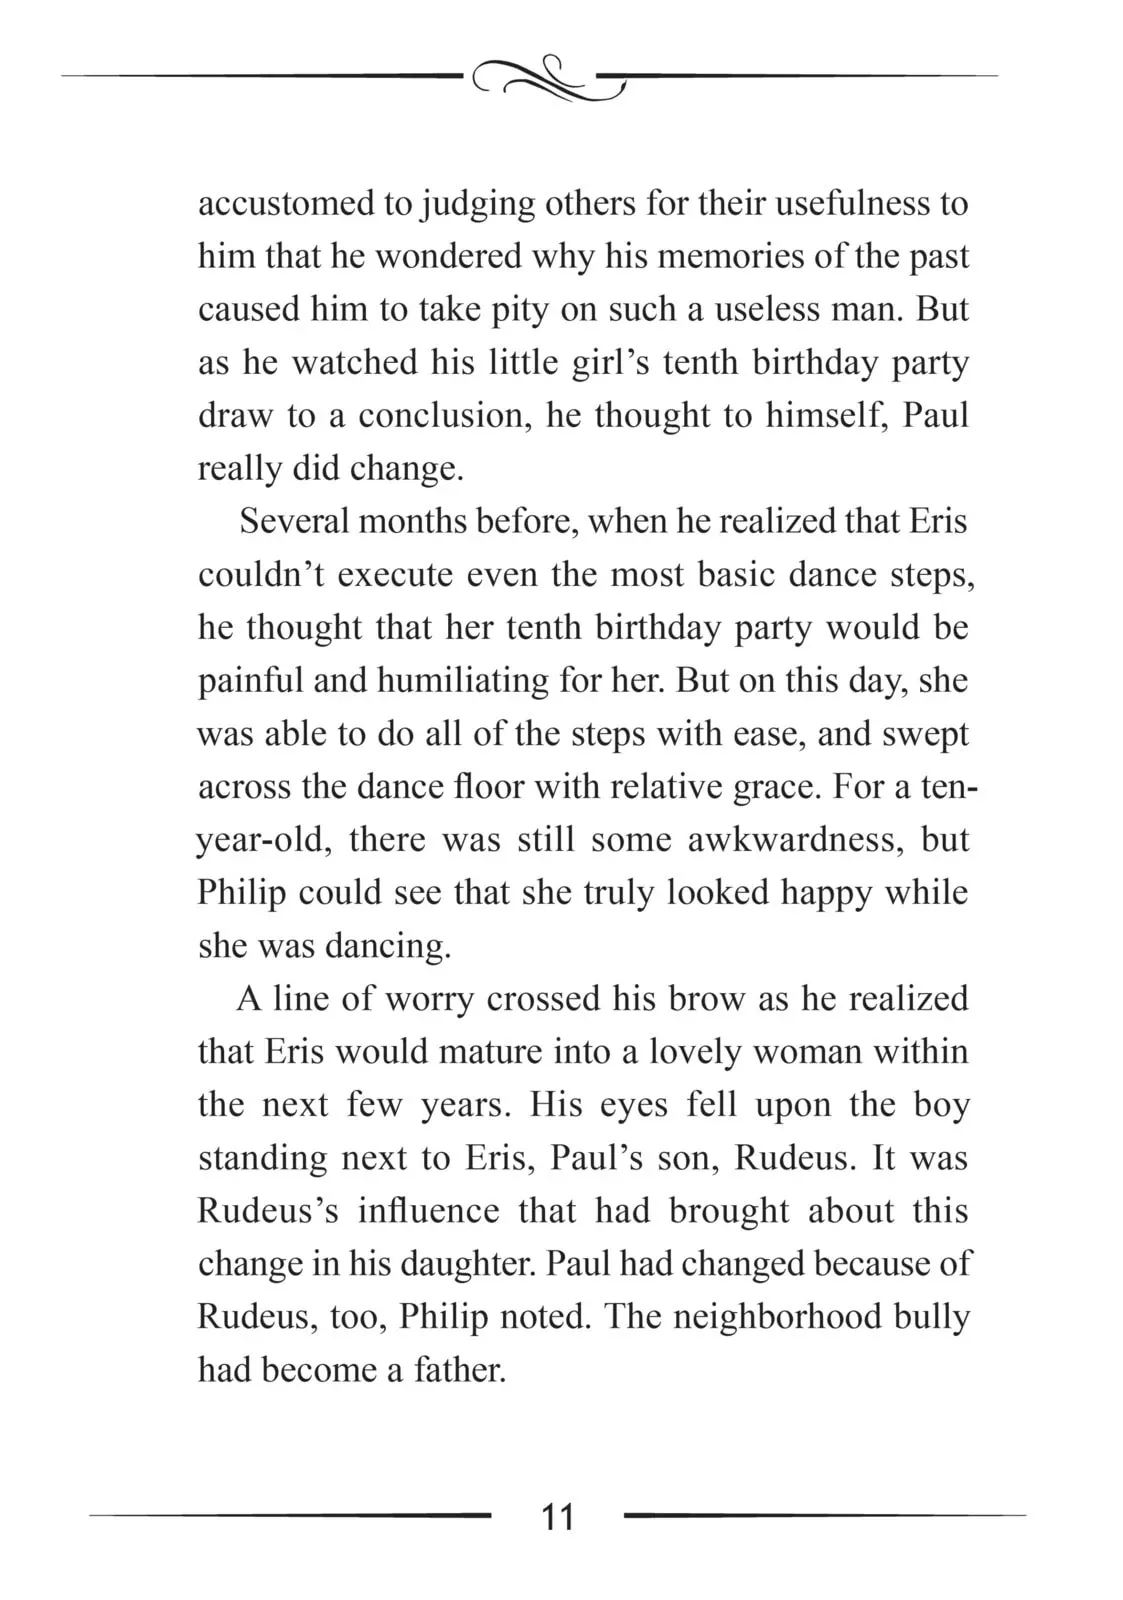 accustomed to judging others for their usefulness to
him that he wondered why his memories of the past
caused him to take pity on such a useless man. But
as he watched his little girl’s tenth birthday party
draw to a conclusion, he thought to himself, Paul
really did change.
Several months before, when he realized that Eris
couldn’t execute even the most basic dance steps,
he thought that her tenth birthday party would be
painful and humiliating for her. But on this day, she
was able to do all of the steps with ease, and swept
across the dance floor with relative grace. For a ten-
year-old, there was still some awkwardness, but
Philip could see that she truly looked happy while
she was dancing.
A line of worry crossed his brow as he realized
that Eris would mature into a lovely woman within
the next few years. His eyes fell upon the boy
standing next to Eris, Paul’s son, Rudeus. It was
Rudeus’s influence that had brought about this
change in his daughter. Paul had changed because of
Rudeus, too, Philip noted. The neighborhood bully
had become a father.
11